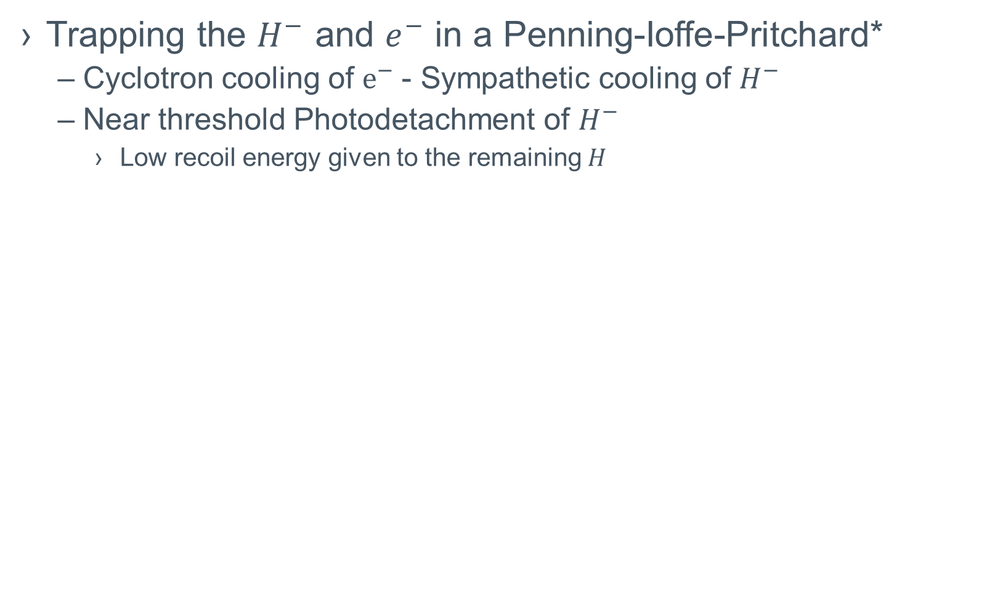 › Trapping the H⁻ and e⁻ in a Penning-Ioffe-Pritchard*
– Cyclotron cooling of e⁻ - Sympathetic cooling of H⁻
– Near threshold Photodetachment of H⁻
› Low recoil energy given to the remaining H